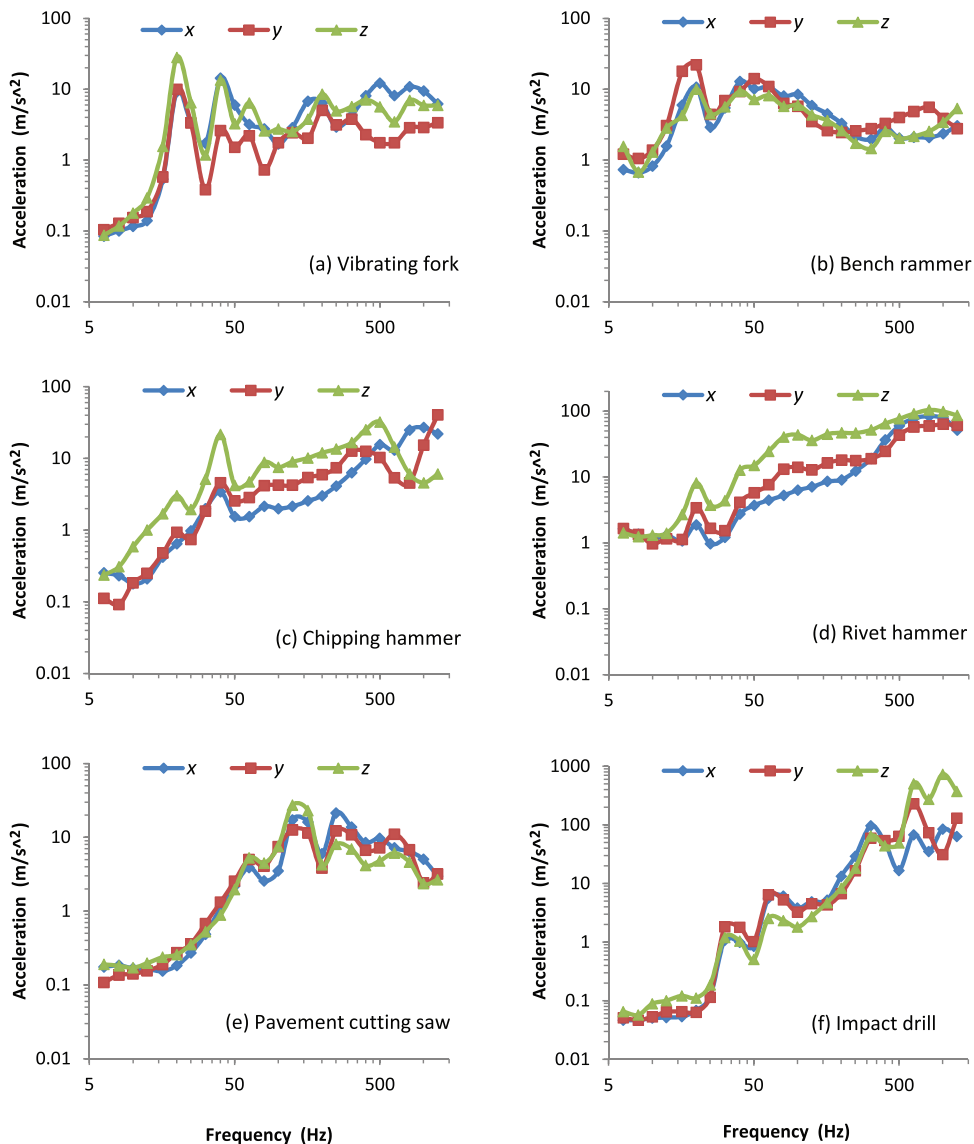 x y z
100
10
1
0.1
0.01
5 50 500
Acceleration (m/s^2)
(a) Vibrating fork
x y z
100
10
1
0.1
0.01
5 50 500
Acceleration (m/s^2)
(b) Bench rammer
x y z
100
10
1
0.1
0.01
5 50 500
Acceleration (m/s^2)
(c) Chipping hammer
x y z
100
10
1
0.1
0.01
5 50 500
Acceleration (m/s^2)
(d) Rivet hammer
x y z
100
10
1
0.1
0.01
5 50 500
Acceleration (m/s^2)
(e) Pavement cutting saw
Frequency (Hz)
x y z
1000
100
10
1
0.1
0.01
5 50 500
Acceleration (m/s^2)
(f) Impact drill
Frequency (Hz)